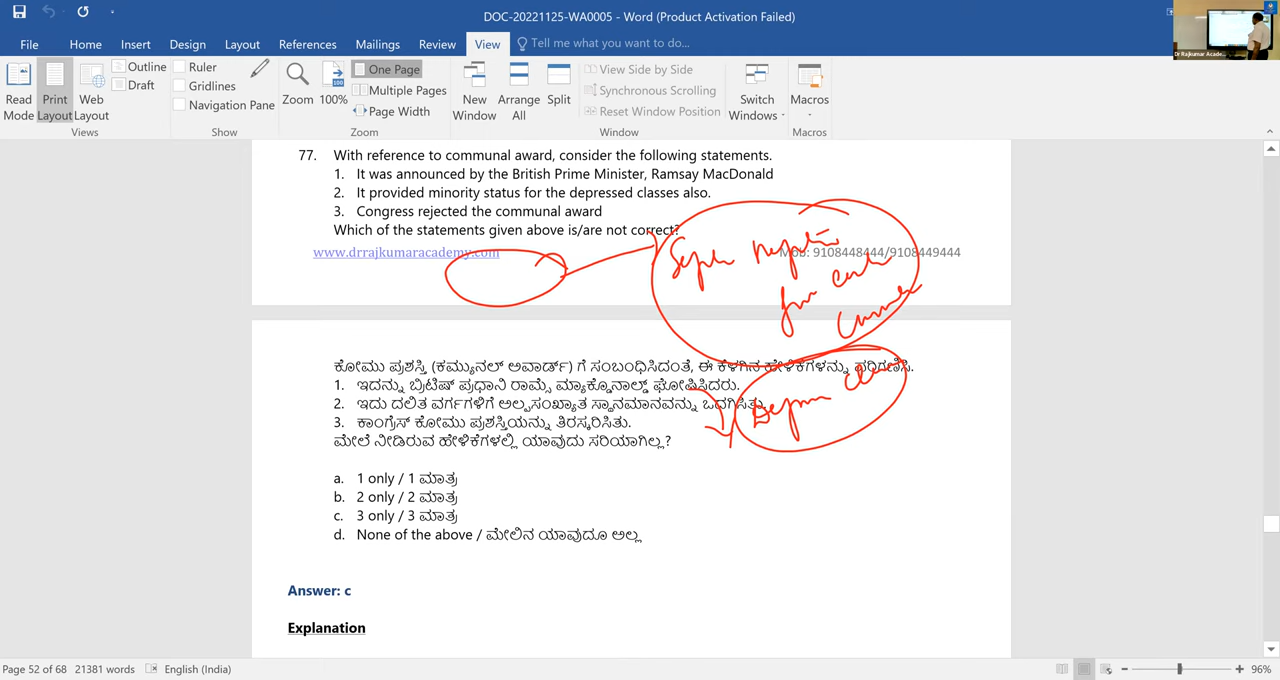 DOC-20221125-WA0005 - Word (Product Activation Failed)
File Home Insert Design Layout References Mailings Review View Tell me what you want to do...
Read Mode
Print Layout
Web Layout
Outline
Draft
Views
Ruler
Gridlines
Navigation Pane
Show
Zoom
100%
One Page
Multiple Pages
Page Width
Zoom
New Window
Arrange All
Split
View Side by Side
Synchronous Scrolling
Reset Window Position
Window
Switch Windows
Macros
Macros
77. With reference to communal award, consider the following statements.
1. It was announced by the British Prime Minister, Ramsay MacDonald
2. It provided minority status for the depressed classes also.
3. Congress rejected the communal award
Which of the statements given above is/are not correct?
www.drrajkumaracademy.com Mob: 9108448444/9108449444
ಕೋಮು ಪ್ರಶಸ್ತಿ (ಕಮ್ಯುನಲ್ ಅವಾರ್ಡ್) ಗೆ ಸಂಬಂಧಿಸಿದಂತೆ, ಈ ಕೆಳಗಿನ ಹೇಳಿಕೆಗಳನ್ನು ಪರಿಗಣಿಸಿ.
1. ಇದನ್ನು ಬ್ರಿಟಿಷ್ ಪ್ರಧಾನಿ ರಾಮ್ಸೆ ಮ್ಯಾಕ್ಡೊನಾಲ್ಡ್ ಘೋಷಿಸಿದರು.
2. ಇದು ದಲಿತ ವರ್ಗಗಳಿಗೆ ಅಲ್ಪಸಂಖ್ಯಾತ ಸ್ಥಾನಮಾನವನ್ನು ಒದಗಿಸಿತ್ತು.
3. ಕಾಂಗ್ರೆಸ್ ಕೋಮು ಪ್ರಶಸ್ತಿಯನ್ನು ತಿರಸ್ಕರಿಸಿತು.
ಮೇಲೆ ನೀಡಿರುವ ಹೇಳಿಕೆಗಳಲ್ಲಿ ಯಾವುದು ಸರಿಯಾಗಿಲ್ಲ?
a. 1 only / 1 ಮಾತ್ರ
b. 2 only / 2 ಮಾತ್ರ
c. 3 only / 3 ಮಾತ್ರ
d. None of the above / ಮೇಲಿನ ಯಾವುದೂ ಅಲ್ಲ
Answer: c
Explanation
Page 52 of 68 21381 words English (India) 96%